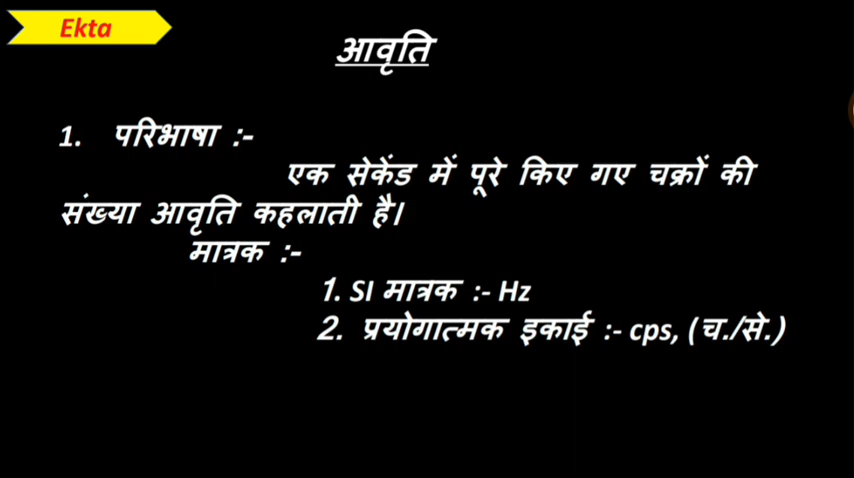 Ekta
आवृति
1. परिभाषा :-
एक सेकेंड में पूरे किए गए चक्रों की
संख्या आवृति कहलाती है।
मात्रक :-
1. SI मात्रक :- Hz
2. प्रयोगात्मक इकाई :- cps, (च./से.)